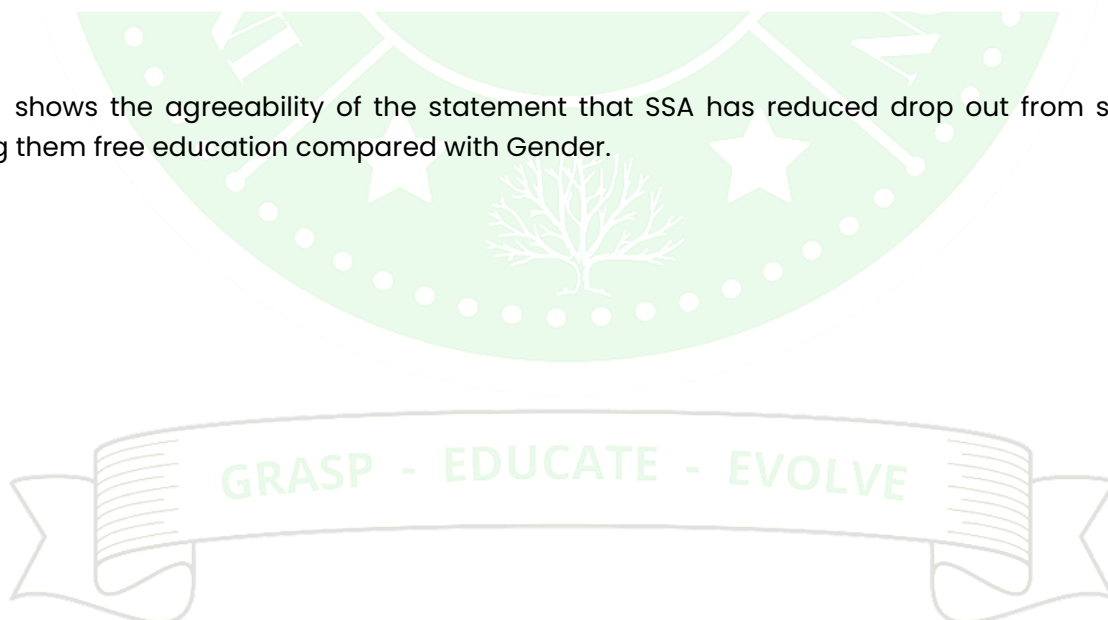 shows the agreeability of the statement that SSA has reduced drop out from
them free education compared with Gender.
GRASP - EDUCATE - EVOLVE